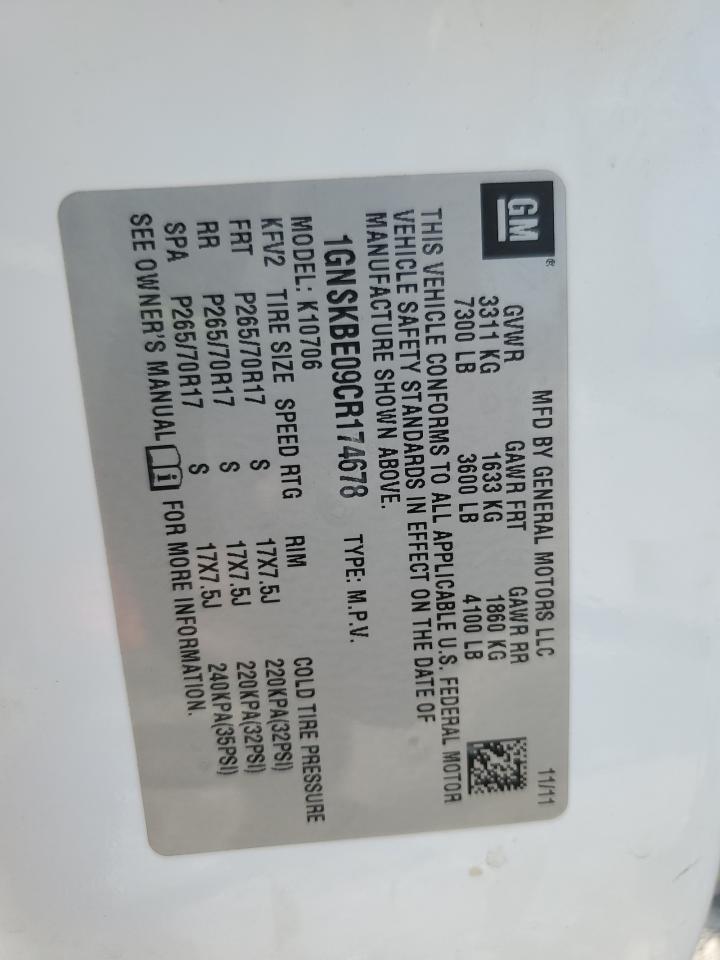 GM®
MFD BY GENERAL MOTORS LLC 11/11
GVWR GAWR FRT GAWR RR
3311 KG 1633 KG 1860 KG
7300 LB 3600 LB 4100 LB
THIS VEHICLE CONFORMS TO ALL APPLICABLE U.S. FEDERAL MOTOR
VEHICLE SAFETY STANDARDS IN EFFECT ON THE DATE OF
MANUFACTURE SHOWN ABOVE.
1GNSKBE09CR174678 TYPE: M.P.V.
MODEL: K10706
KFV2 TIRE SIZE SPEED RTG RIM COLD TIRE PRESSURE
FRT P265/70R17 S 17X7.5J 220KPA(32PSI)
RR P265/70R17 S 17X7.5J 220KPA(32PSI)
SPA P265/70R17 S 17X7.5J 240KPA(35PSI)
SEE OWNER'S MANUAL i FOR MORE INFORMATION.